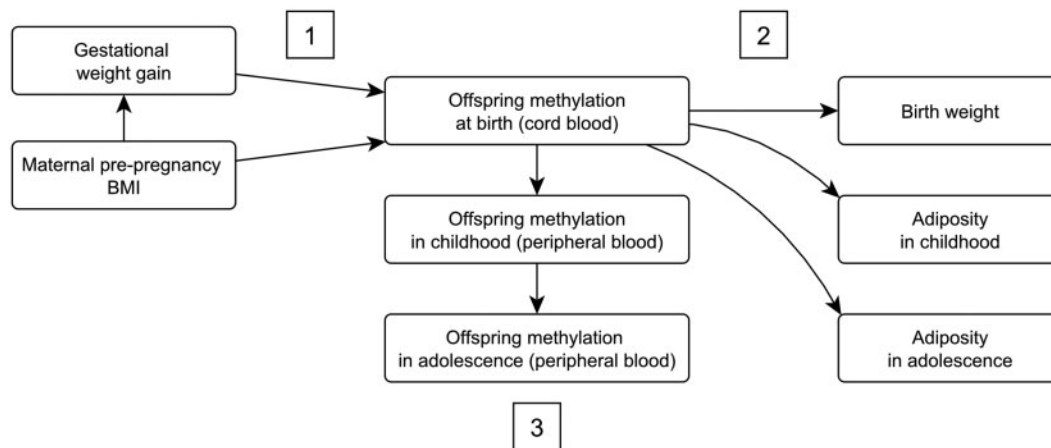 1
2
Gestational
weight gain
Offspring methylation
at birth (cord blood)
Birth weight
Maternal pre-pregnancy
BMI
Offspring methylation
in childhood (peripheral blood)
Adiposity
in childhood
Offspring methylation
in adolescence (peripheral blood)
Adiposity
in adolescence
3